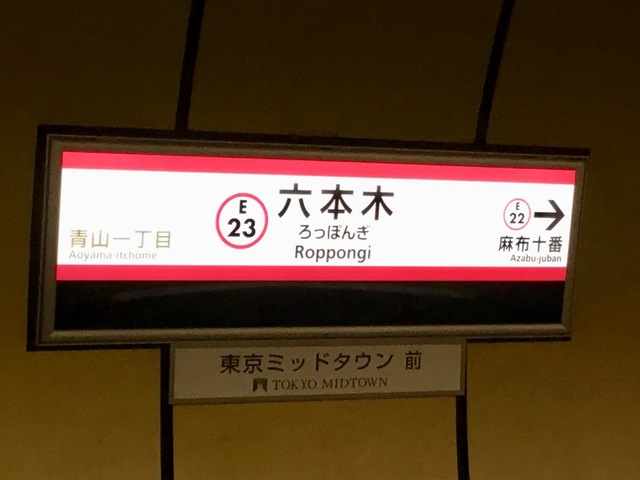 青山一丁目
Aoyama-itchome
E
23
六本木
ろっぽんぎ
Roppongi
E
22
麻布十番
Azabu-juban
東京ミッドタウン 前
TOKYO MIDTOWN